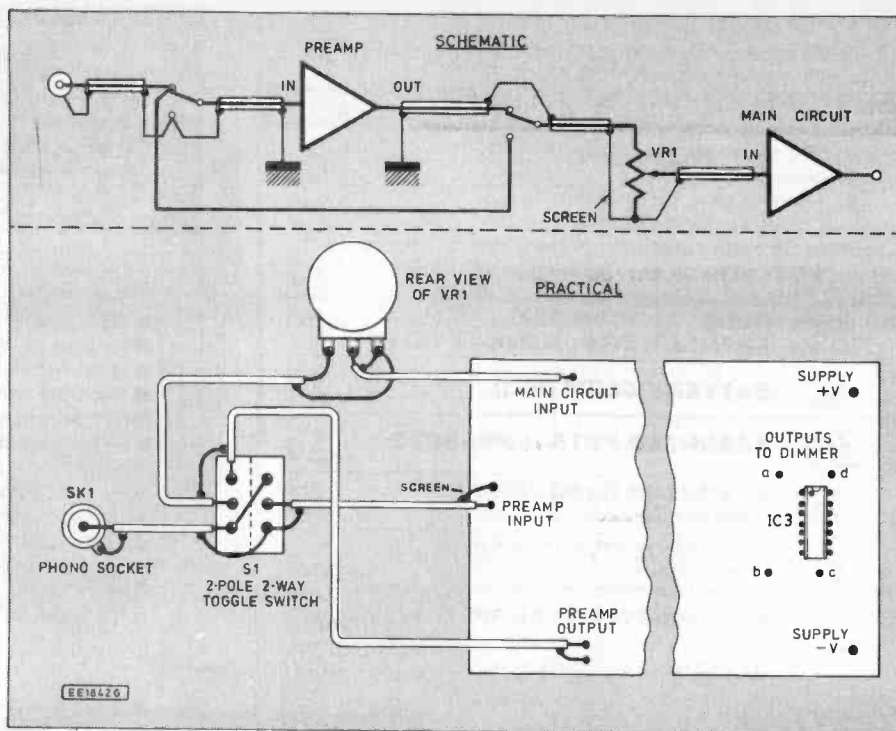 SCHEMATIC
PREAMP
IN
OUT
MAIN CIRCUIT
VR1
IN
SCREEN
REAR VIEW
OF VR1
PRACTICAL
MAIN CIRCUIT
INPUT
SUPPLY
+V
OUTPUTS
TO DIMMER
a
d
IC3
b
c
SCREEN
PREAMP
INPUT
SK1
PHONO SOCKET
S1
2-POLE 2-WAY
TOGGLE SWITCH
PREAMP
OUTPUT
SUPPLY
-V
EE1842G